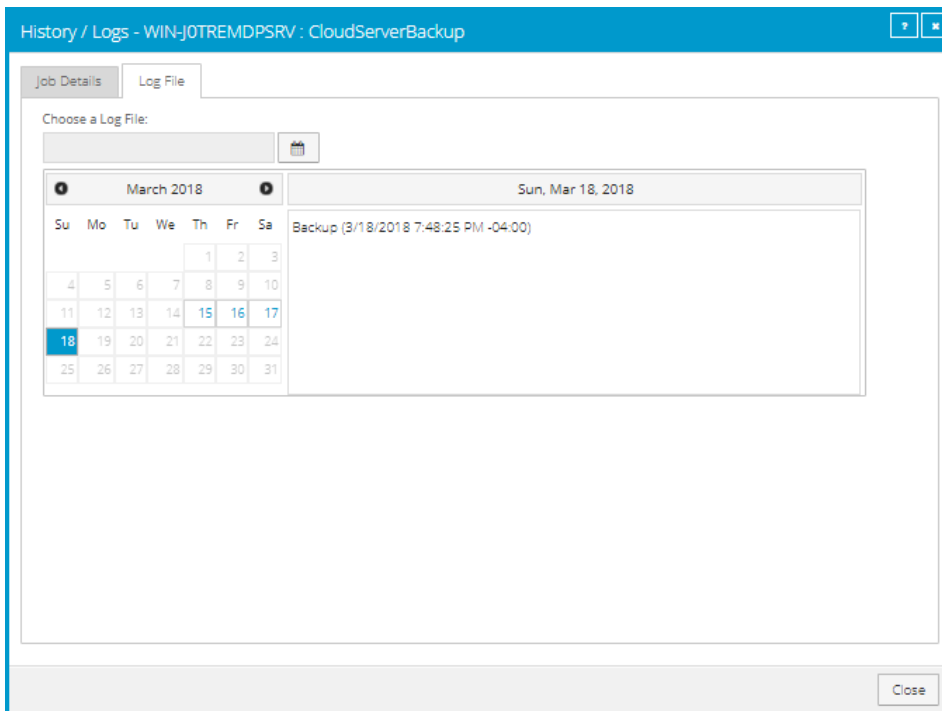 History / Logs - WIN-J0TREMDPSRV : CloudServerBackup
? x
Job Details Log File
Choose a Log File:
March 2018 Sun, Mar 18, 2018
Su Mo Tu We Th Fr Sa Backup (3/18/2018 7:48:25 PM -04:00)
1 2 3
4 5 6 7 8 9 10
11 12 13 14 15 16 17
18 19 20 21 22 23 24
25 26 27 28 29 30 31
Close